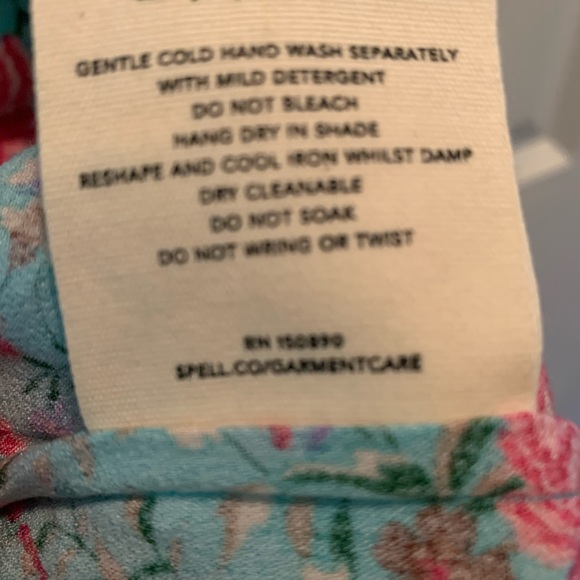 GENTLE COLD HAND WASH SEPARATELY
WITH MILD DETERGENT
DO NOT BLEACH
HANG DRY IN SHADE
RESHAPE AND COOL IRON WHILST DAMP
DRY CLEANABLE
DO NOT SOAK
DO NOT WRING OR TWIST
RN 150890
SPELL.CO/GARMENTCARE